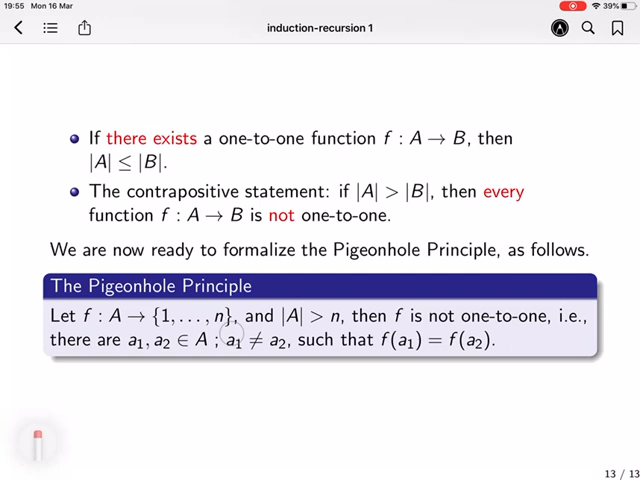 19:55 Mon 16 Mar
39%
induction-recursion 1
If there exists a one-to-one function f : A → B, then
|A| ≤ |B|.
The contrapositive statement: if |A| > |B|, then every
function f : A → B is not one-to-one.
We are now ready to formalize the Pigeonhole Principle, as follows.
The Pigeonhole Principle
Let f : A → {1, . . . , n}, and |A| > n, then f is not one-to-one, i.e.,
there are a₁, a₂ ∈ A ; a₁ ≠ a₂, such that f(a₁) = f(a₂).
13 / 13